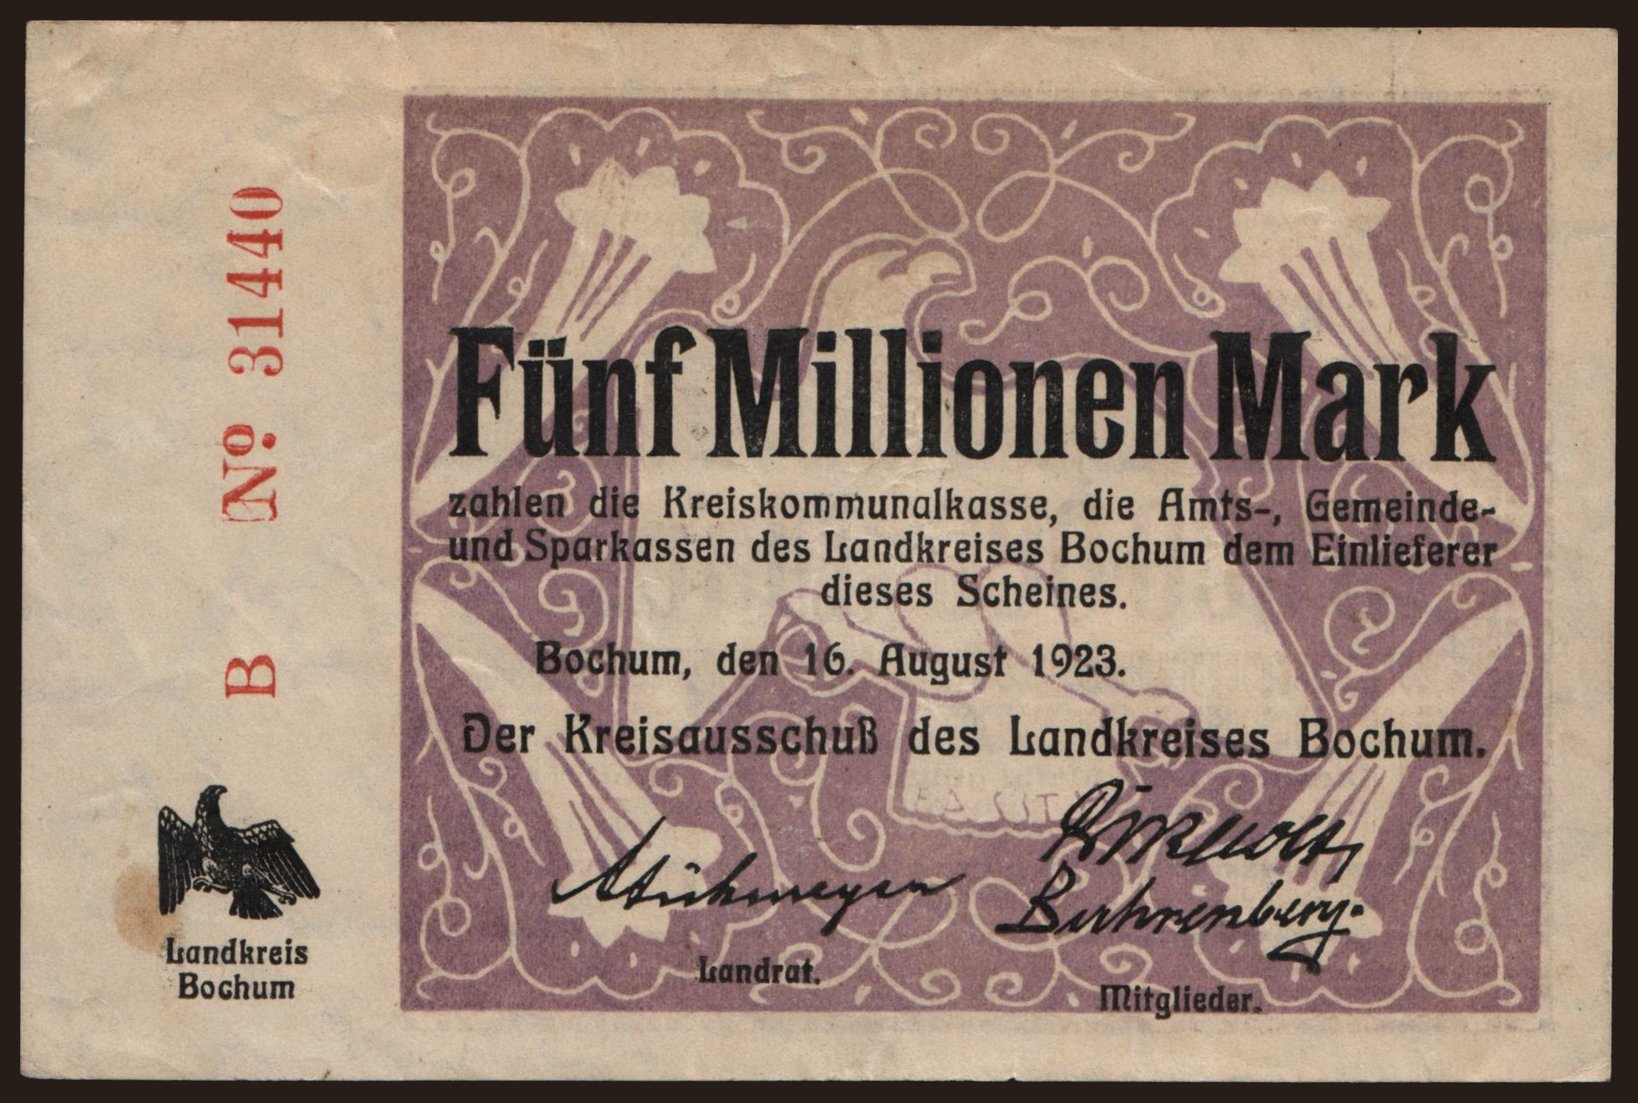 B № 31440
Fünf Millionen Mark
zahlen die Kreiskommunalkasse, die Amts-, Gemeinde-
und Sparkassen des Landkreises Bochum dem Einlieferer
dieses Scheines.
Bochum, den 16. August 1923.
Der Kreisausschuß des Landkreises Bochum.
Landrat.
Mitglieder.
Landkreis
Bochum